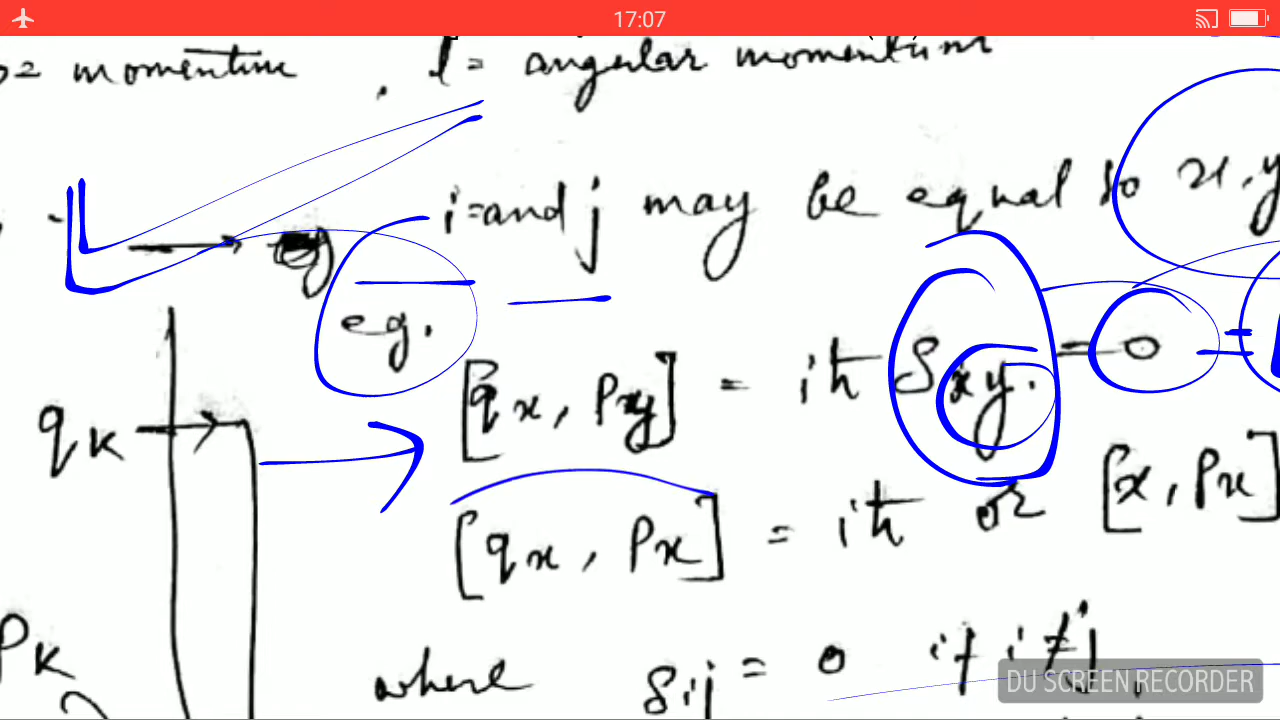 17:07
p= momentum, l = angular momentum
i=and j may be equal to x, y
eg.
[qx, Py] = iħ δxy. = 0
qK
[qx, Px] = iħ or [x, Px]
PK
where δij = 0 if i ≠ j
DU SCREEN RECORDER